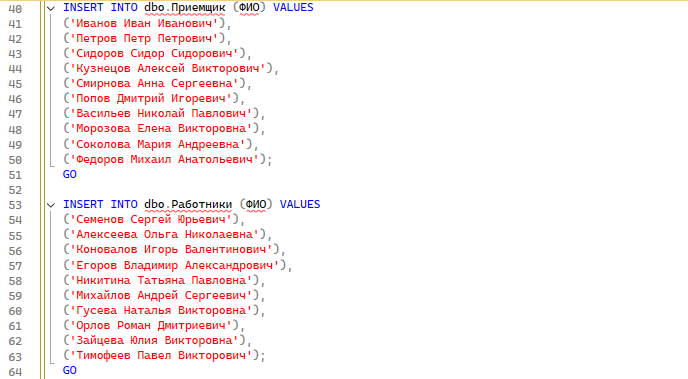 40 INSERT INTO dbo.Приемщик (ФИО) VALUES
41 ('Иванов Иван Иванович'),
42 ('Петров Петр Петрович'),
43 ('Сидоров Сидор Сидорович'),
44 ('Кузнецов Алексей Викторович'),
45 ('Смирнова Анна Сергеевна'),
46 ('Попов Дмитрий Игоревич'),
47 ('Васильев Николай Павлович'),
48 ('Морозова Елена Викторовна'),
49 ('Соколова Мария Андреевна'),
50 ('Федоров Михаил Анатольевич');
51 GO
52
53 INSERT INTO dbo.Работники (ФИО) VALUES
54 ('Семенов Сергей Юрьевич'),
55 ('Алексеева Ольга Николаевна'),
56 ('Коновалов Игорь Валентинович'),
57 ('Егоров Владимир Александрович'),
58 ('Никитина Татьяна Павловна'),
59 ('Михайлов Андрей Сергеевич'),
60 ('Гусева Наталья Викторовна'),
61 ('Орлов Роман Дмитриевич'),
62 ('Зайцева Юлия Викторовна'),
63 ('Тимофеев Павел Викторович');
64 GO